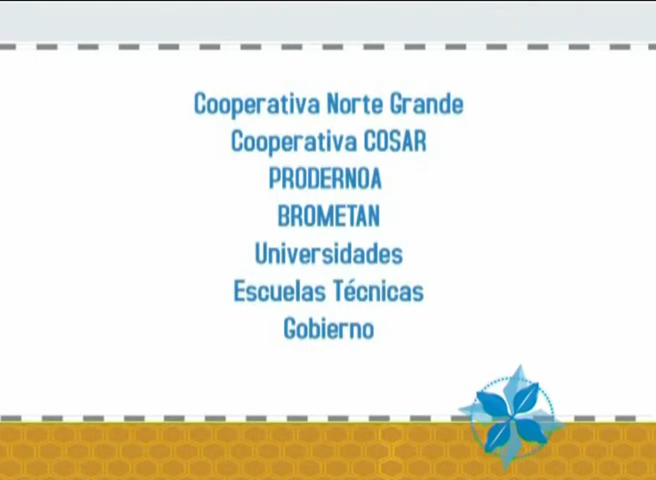 Cooperativa Norte Grande
Cooperativa COSAR
PRODERNOA
BROMETAN
Universidades
Escuelas Técnicas
Gobierno